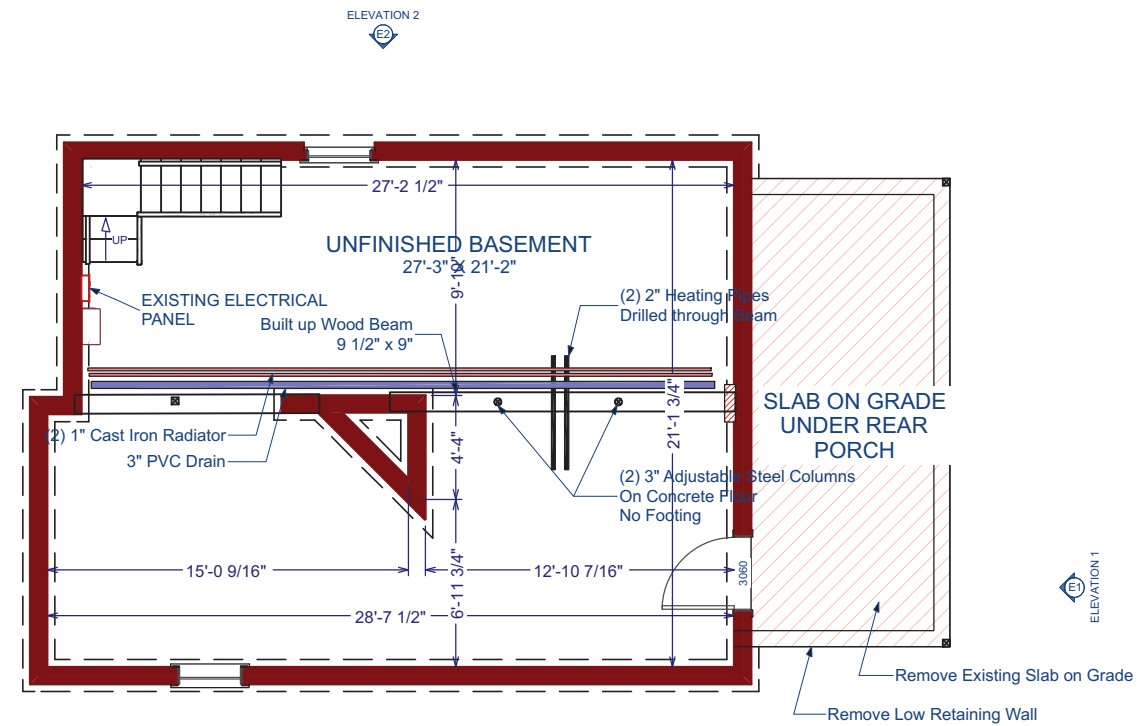 ELEVATION 2
E2
27'-2 1/2"
UP
UNFINISHED BASEMENT
27'-3" X 21'-2"
9'-10"
EXISTING ELECTRICAL
PANEL
Built up Wood Beam
9 1/2" x 9"
(2) 2" Heating Pipes
Drilled through Beam
SLAB ON GRADE
UNDER REAR
PORCH
21'-1 3/4"
(2) 1" Cast Iron Radiator
3" PVC Drain
4'-4"
(2) 3" Adjustable Steel Columns
On Concrete Floor
No Footing
15'-0 9/16"
12'-10 7/16"
6'-11 3/4"
3060
28'-7 1/2"
E1
ELEVATION 1
Remove Existing Slab on Grade
Remove Low Retaining Wall